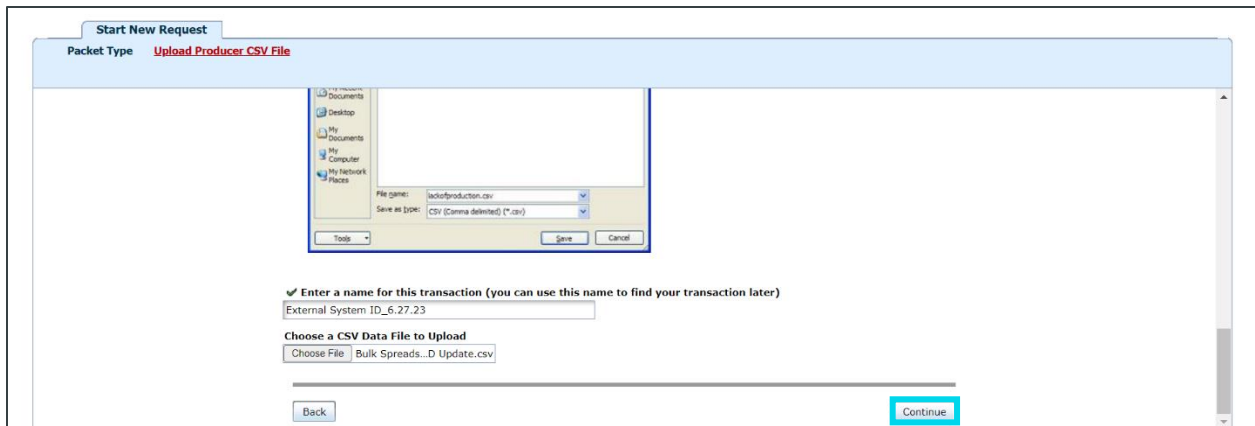 Start New Request
Packet Type Upload Producer CSV File
Documents
Desktop
My
Documents
My
Computer
My Network
Places
File name: lackofproduction.csv
Save as type: CSV (Comma delimited) (*.csv)
Tools Save Cancel
Enter a name for this transaction (you can use this name to find your transaction later)
External System ID_6.27.23
Choose a CSV Data File to Upload
Choose File Bulk Spreads...D Update.csv
Back Continue